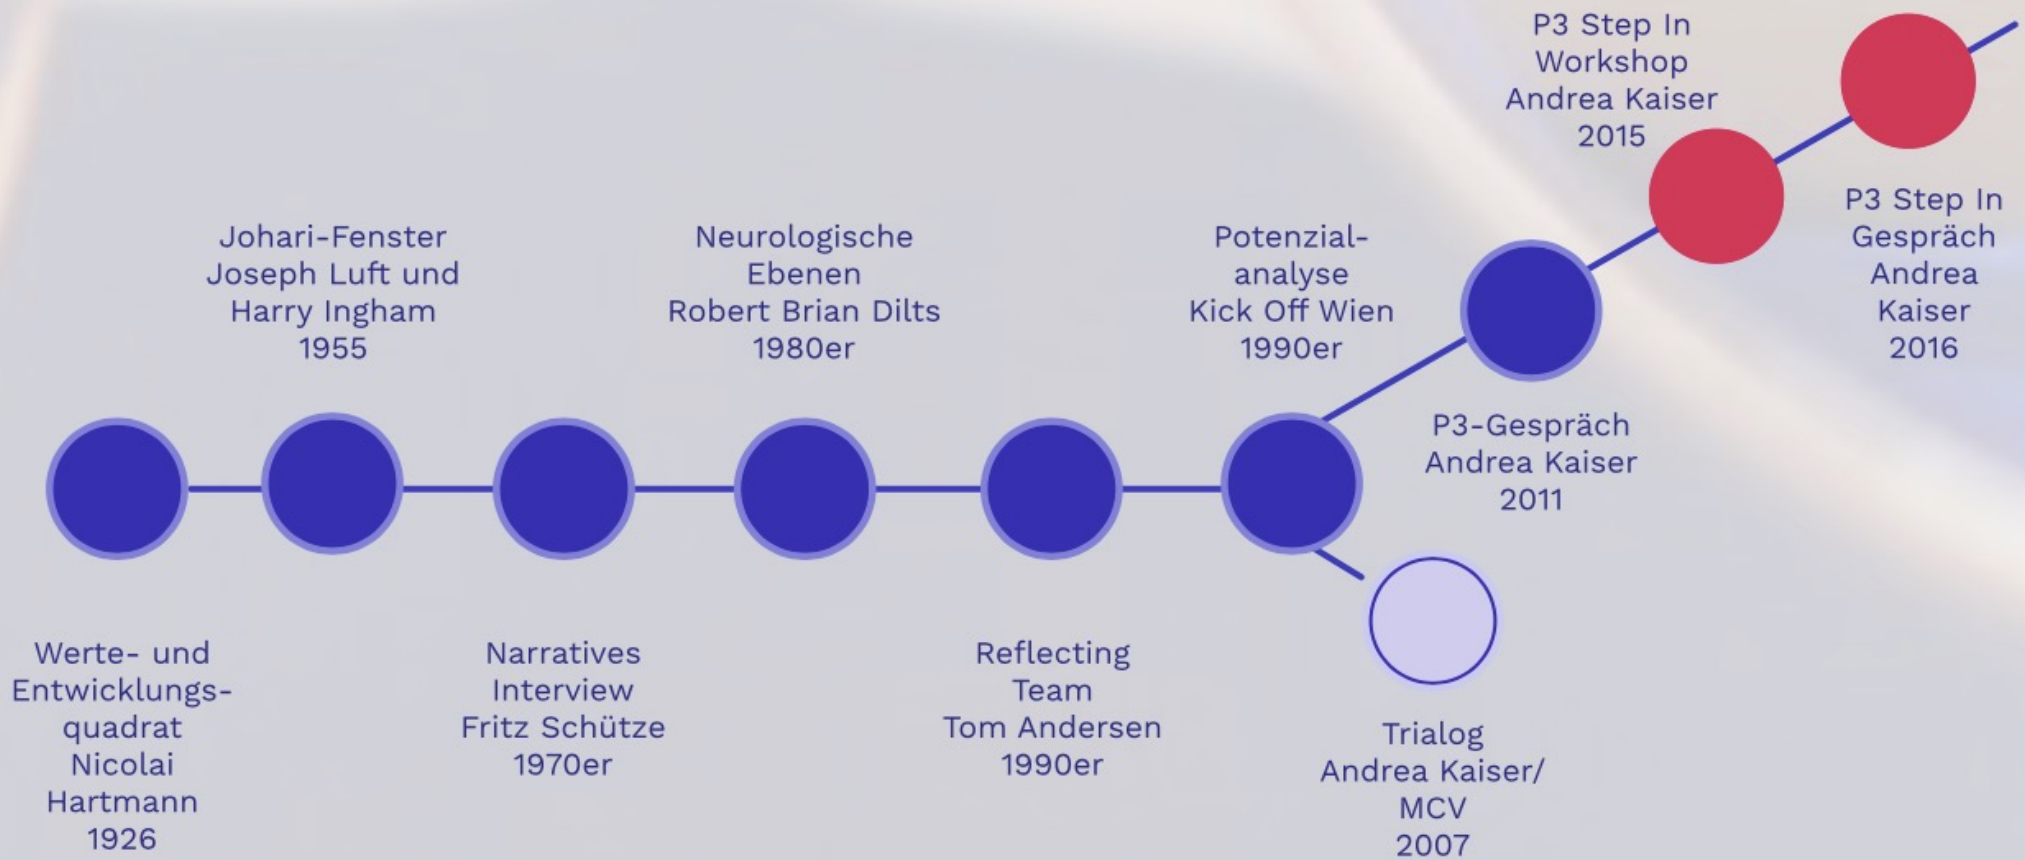 Werte- und
Entwicklungs-
quadrat
Nicolai
Hartmann
1926
Johari-Fenster
Joseph Luft und
Harry Ingham
1955
Narratives
Interview
Fritz Schütze
1970er
Neurologische
Ebenen
Robert Brian Dilts
1980er
Reflecting
Team
Tom Andersen
1990er
Potenzial-
analyse
Kick Off Wien
1990er
Trialog
Andrea Kaiser/
MCV
2007
P3-Gespräch
Andrea Kaiser
2011
P3 Step In
Workshop
Andrea Kaiser
2015
P3 Step In
Gespräch
Andrea
Kaiser
2016